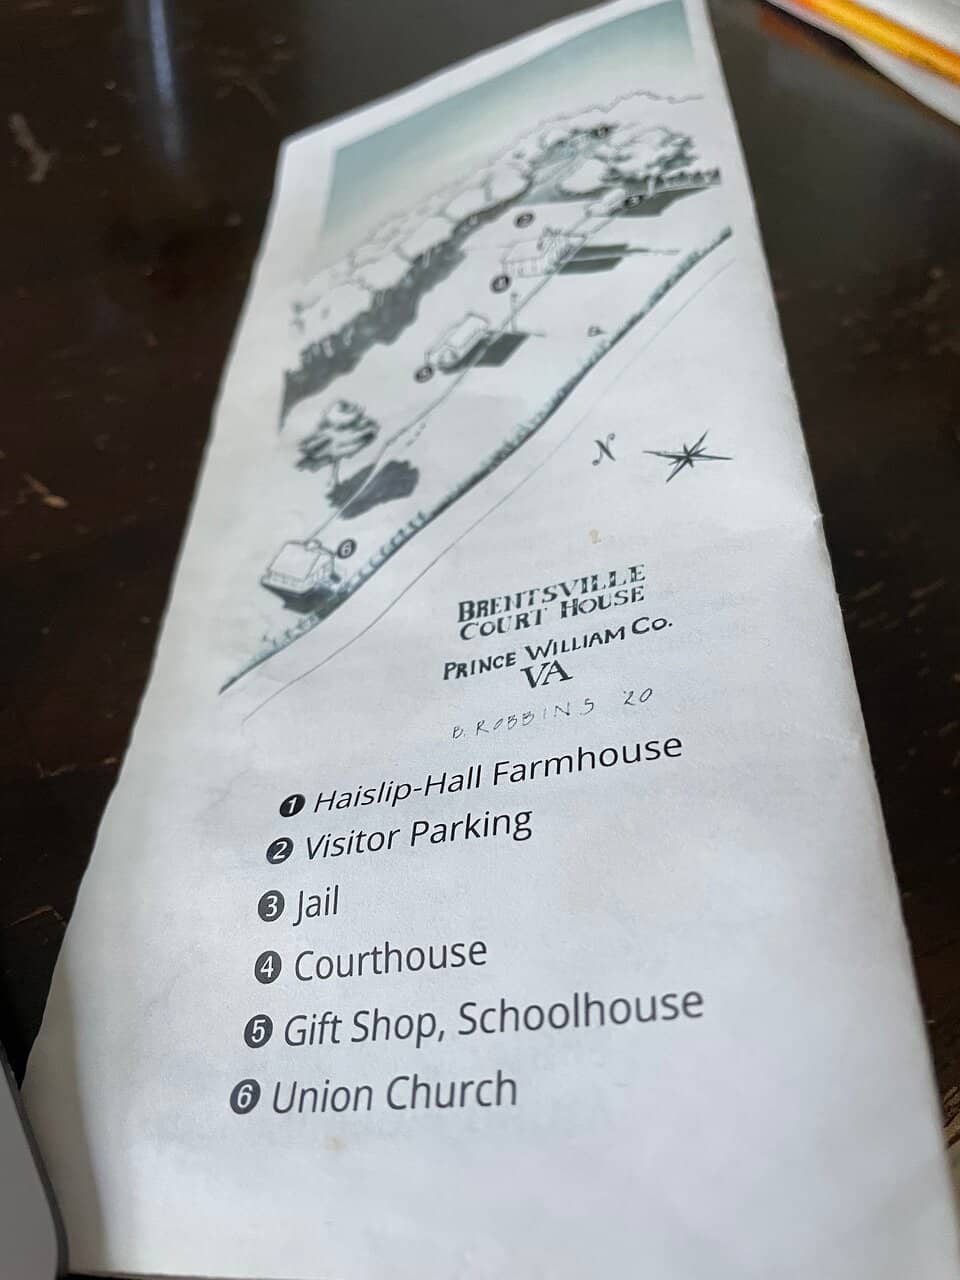 N
BRENTSVILLE
COURT HOUSE
PRINCE WILLIAM CO.
VA
B. ROBBINS '20
1 Haislip-Hall Farmhouse
2 Visitor Parking
3 Jail
4 Courthouse
5 Gift Shop, Schoolhouse
6 Union Church